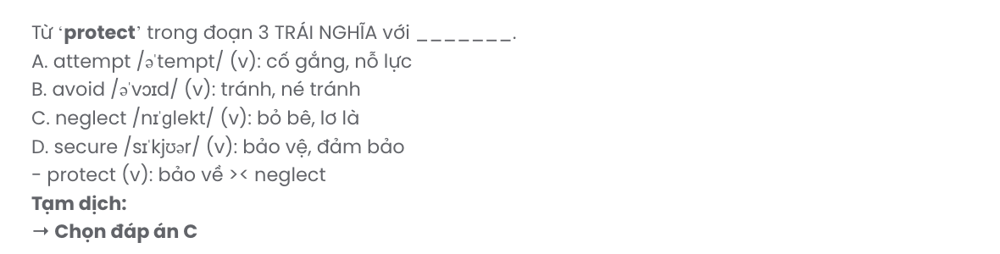 Từ ‘protect’ trong đoạn 3 TRÁI NGHĨA với _______.
A. attempt /əˈtempt/ (v): cố gắng, nỗ lực
B. avoid /əˈvɔɪd/ (v): tránh, né tránh
C. neglect /nɪˈɡlekt/ (v): bỏ bê, lơ là
D. secure /sɪˈkjʊər/ (v): bảo vệ, đảm bảo
- protect (v): bảo về >< neglect
Tạm dịch:
→ Chọn đáp án C